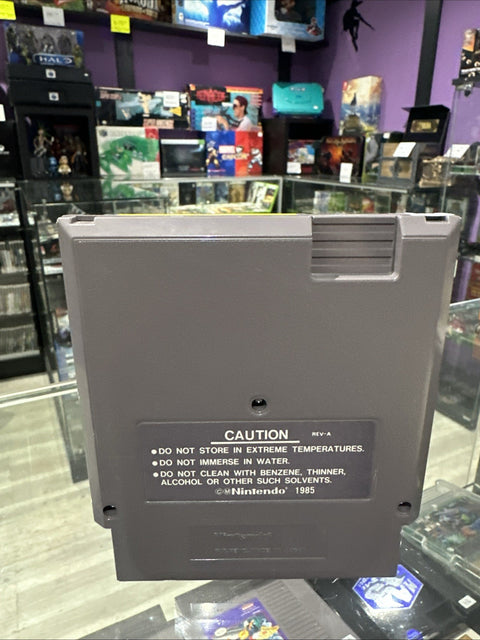 HALO
CAUTION REV-A
●DO NOT STORE IN EXTREME TEMPERATURES.
●DO NOT IMMERSE IN WATER.
●DO NOT CLEAN WITH BENZENE, THINNER,
ALCOHOL OR OTHER SUCH SOLVENTS.
©M Nintendo® 1985